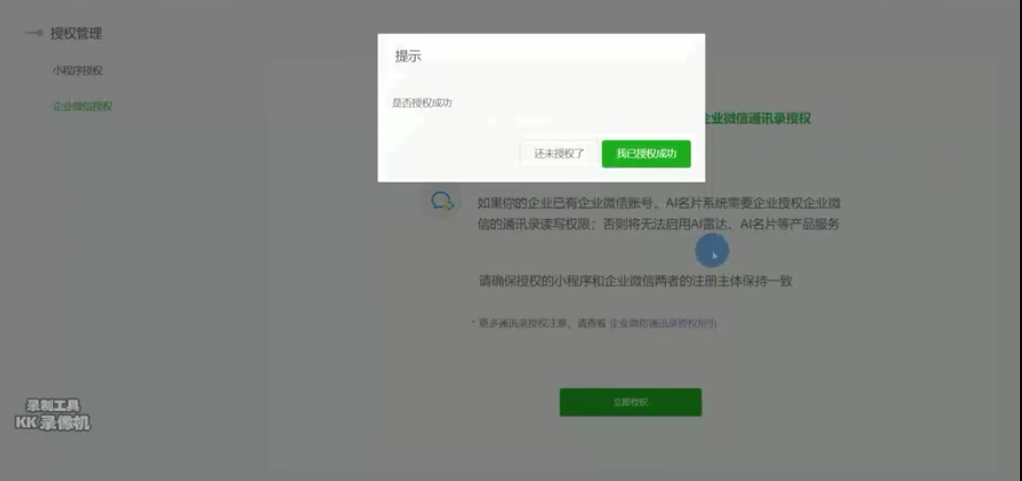 授权管理
小程序授权
企业微信授权
提示
是否授权成功
还未授权了
我已授权成功
企业微信通讯录授权
如果你的企业已有企业微信账号、AI名片系统需要企业授权企业微
信的通讯录读写权限；否则将无法启用AI雷达、AI名片等产品服务
请确保授权的小程序和企业微信两者的注册主体保持一致
* 更多通讯录授权注册、请查看 企业微信通讯录授权指引
立即授权
录制工具
KK 录像机